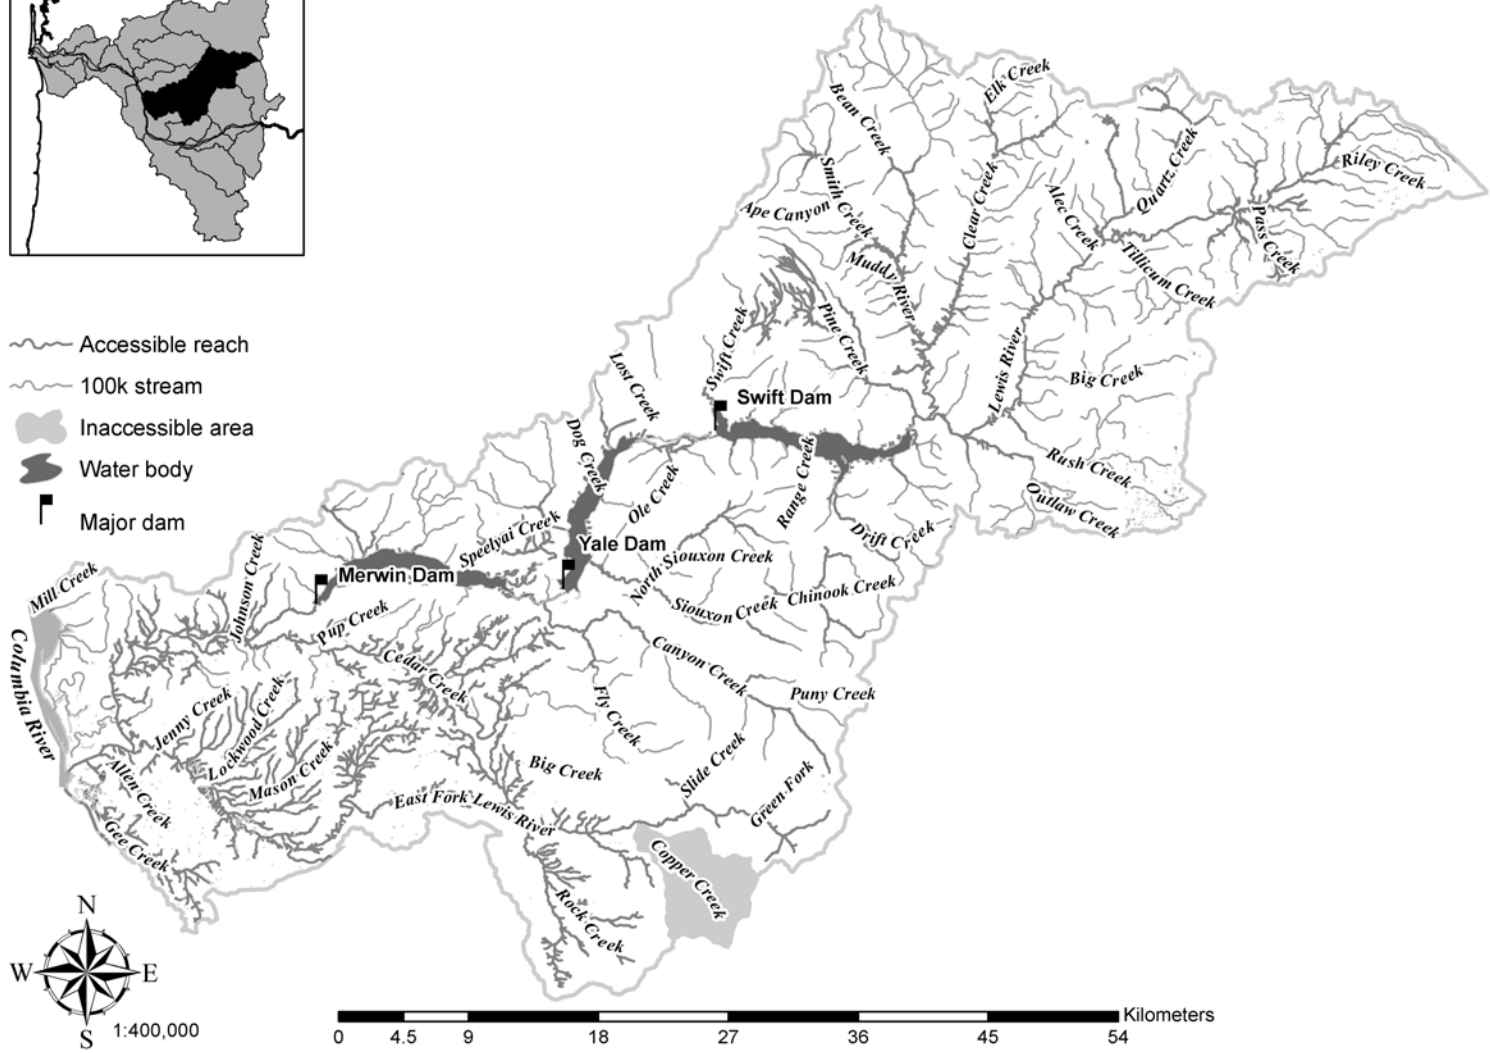 Elk Creek
Bean Creek
Riley Creek
Quartz Creek
Smith Creek
Clear Creek
Alec Creek
Ape Canyon
Pass Creek
Tillicum Creek
Muddy River
Pine Creek
Swift Creek
Lost Creek
Lewis River
Big Creek
Swift Dam
Accessible reach
100k stream
Inaccessible area
Water body
Major dam
Dog Creek
Ole Creek
Range Creek
Rush Creek
Outlaw Creek
Drift Creek
Speelyai Creek
Yale Dam
North Siouxon Creek
Siouxon Creek
Chinook Creek
Merwin Dam
Johnson Creek
Mill Creek
Pup Creek
Columbia River
Cedar Creek
Canyon Creek
Puny Creek
Fly Creek
Jenny Creek
Lockwood Creek
Mason Creek
Allen Creek
Gee Creek
Big Creek
Slide Creek
Green Fork
East Fork Lewis River
Copper Creek
Rock Creek
N
W
E
S
1:400,000
Kilometers
0 4.5 9 18 27 36 45 54